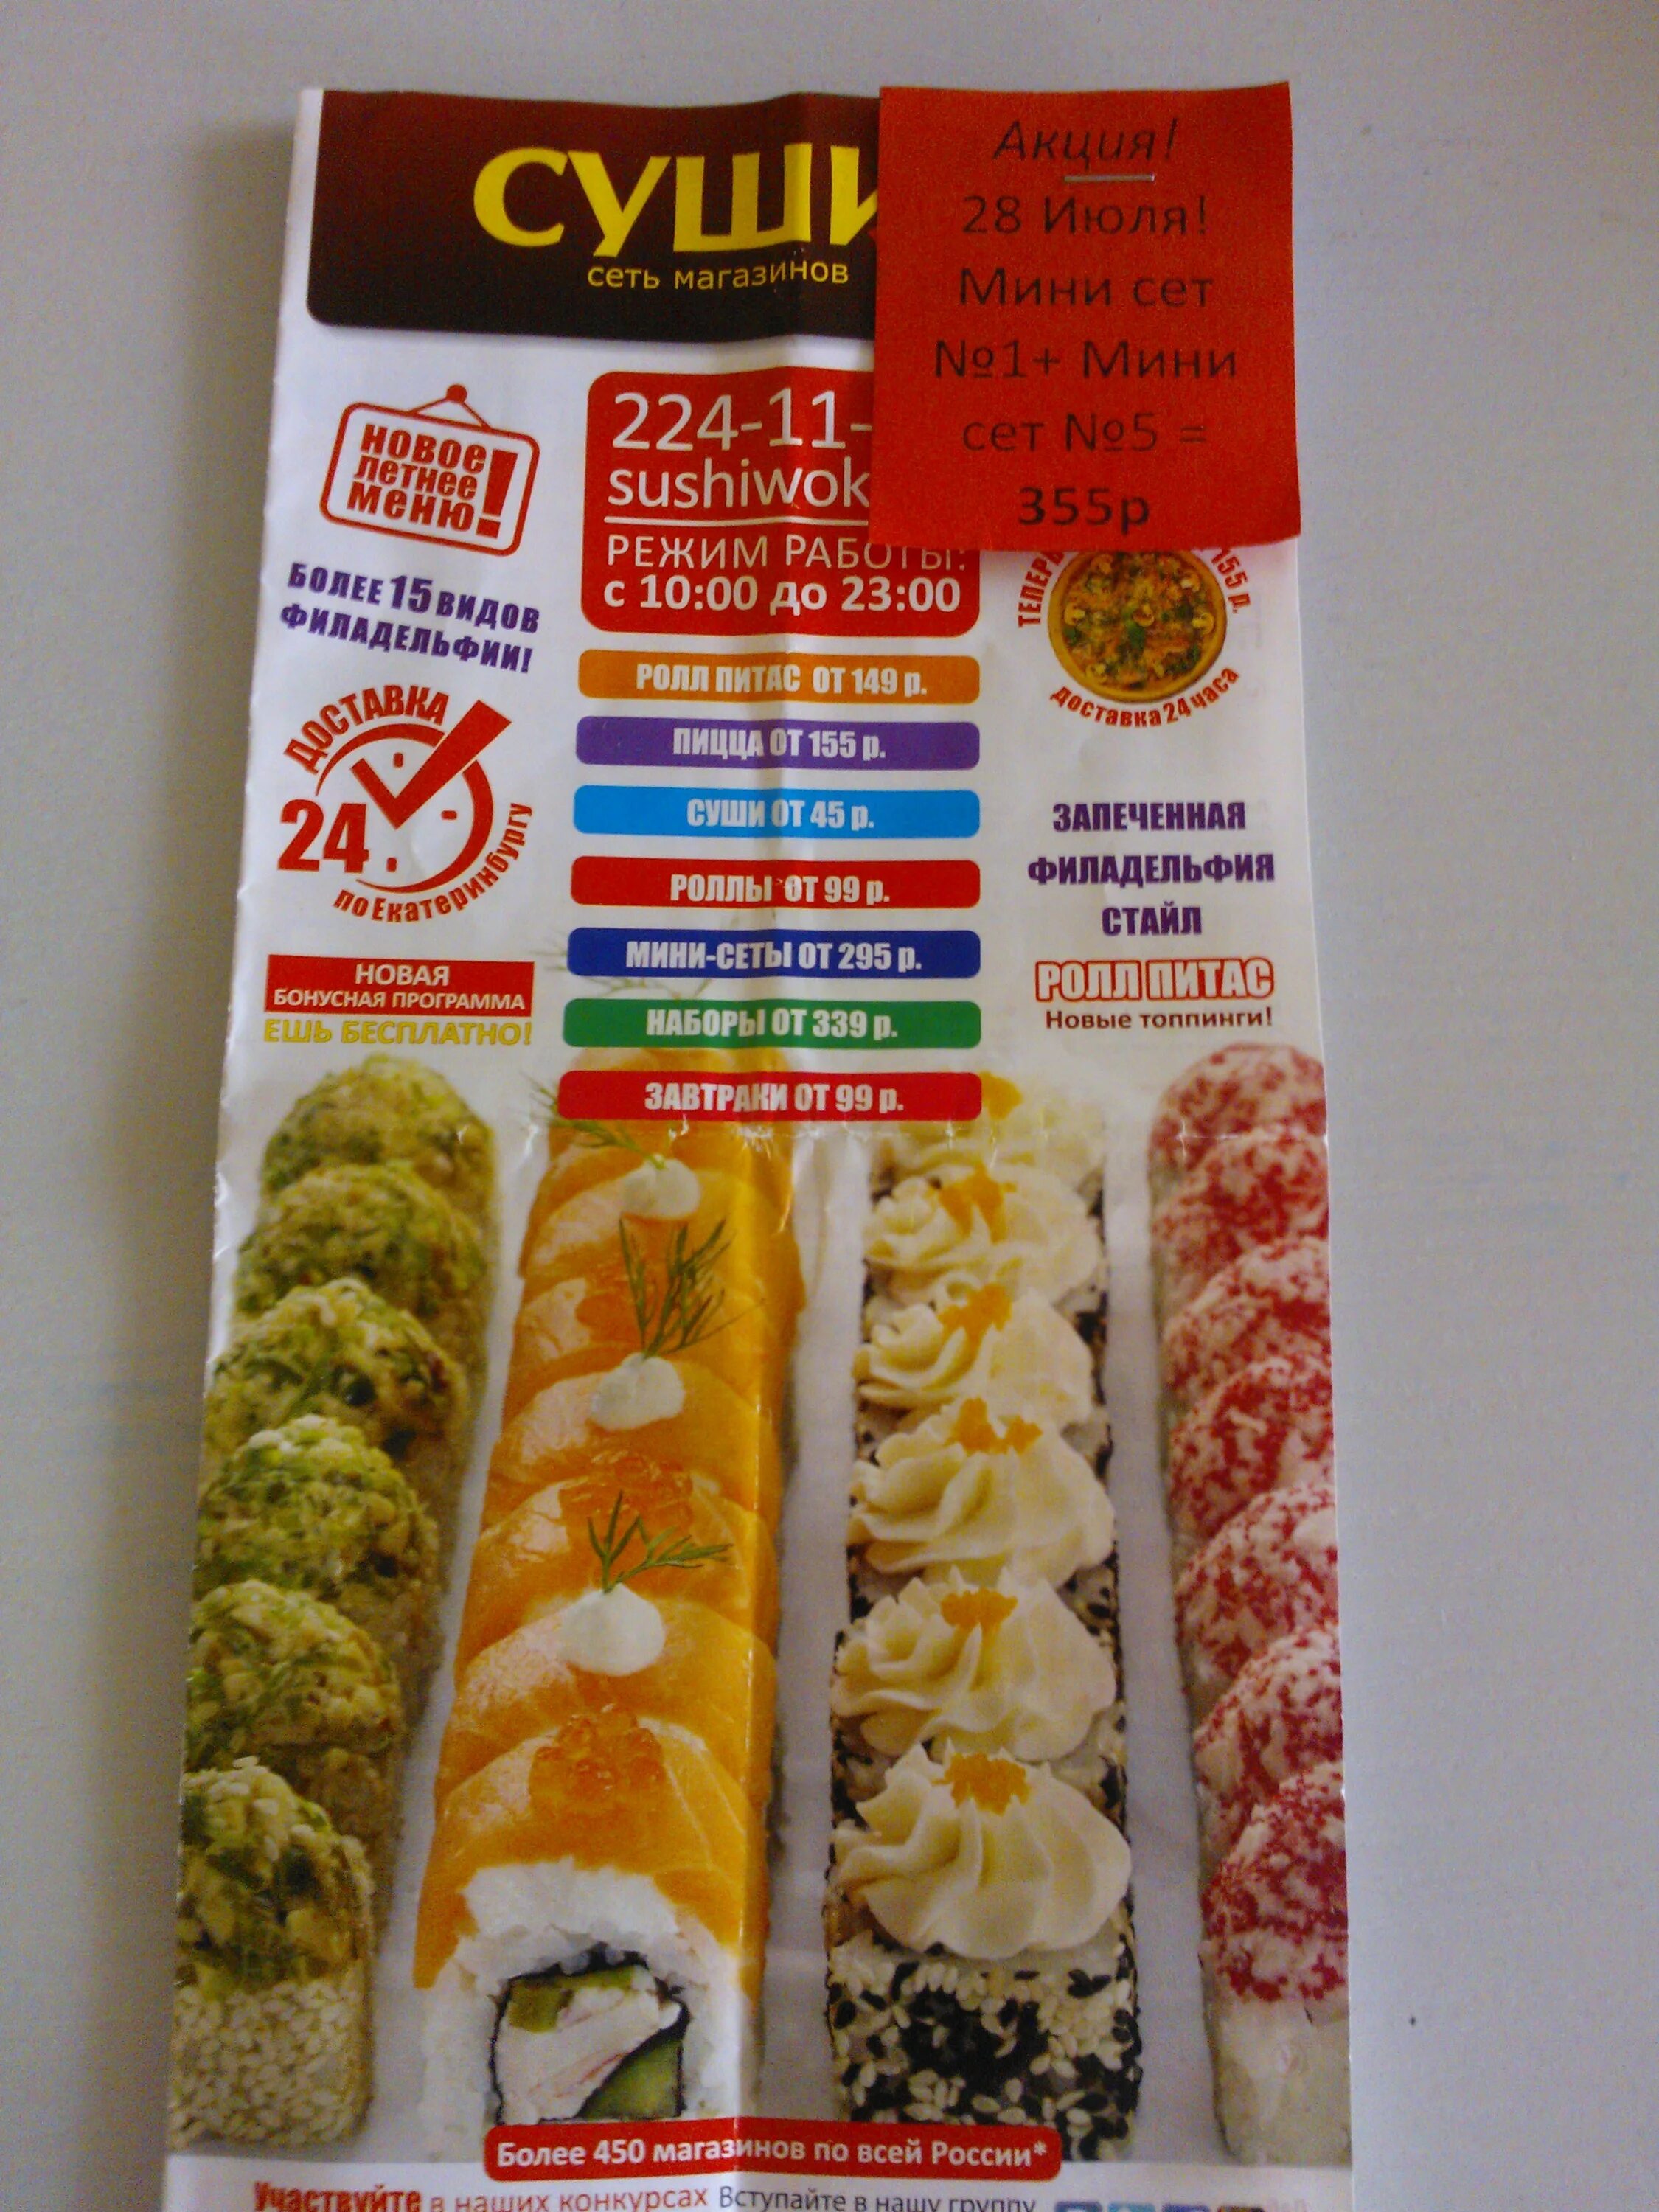 СУШИ
сеть магазинов
Акция!
28 Июля!
Мини сет
№1+ Мини
сет №5 =
355р
НОВОЕ
ЛЕТНЕЕ
МЕНЮ!
224-11-
sushiwok
РЕЖИМ РАБОТЫ:
с 10:00 до 23:00
БОЛЕЕ 15 ВИДОВ
ФИЛАДЕЛЬФИИ!
155 р.
доставка 24 часа
ДОСТАВКА
24
по Екатеринбургу
РОЛЛ ПИТАС ОТ 149 р.
ПИЦЦА ОТ 155 р.
СУШИ ОТ 45 р.
РОЛЛЫ ОТ 99 р.
МИНИ-СЕТЫ ОТ 295 р.
НАБОРЫ ОТ 339 р.
ЗАВТРАКИ ОТ 99 р.
ЗАПЕЧЕННАЯ
ФИЛАДЕЛЬФИЯ
СТАЙЛ
РОЛЛ ПИТАС
Новые топпинги!
НОВАЯ
БОНУСНАЯ ПРОГРАММА
ЕШЬ БЕСПЛАТНО!
Более 450 магазинов по всей России*
Участвуйте в наших конкурсах Вступайте в нашу группу